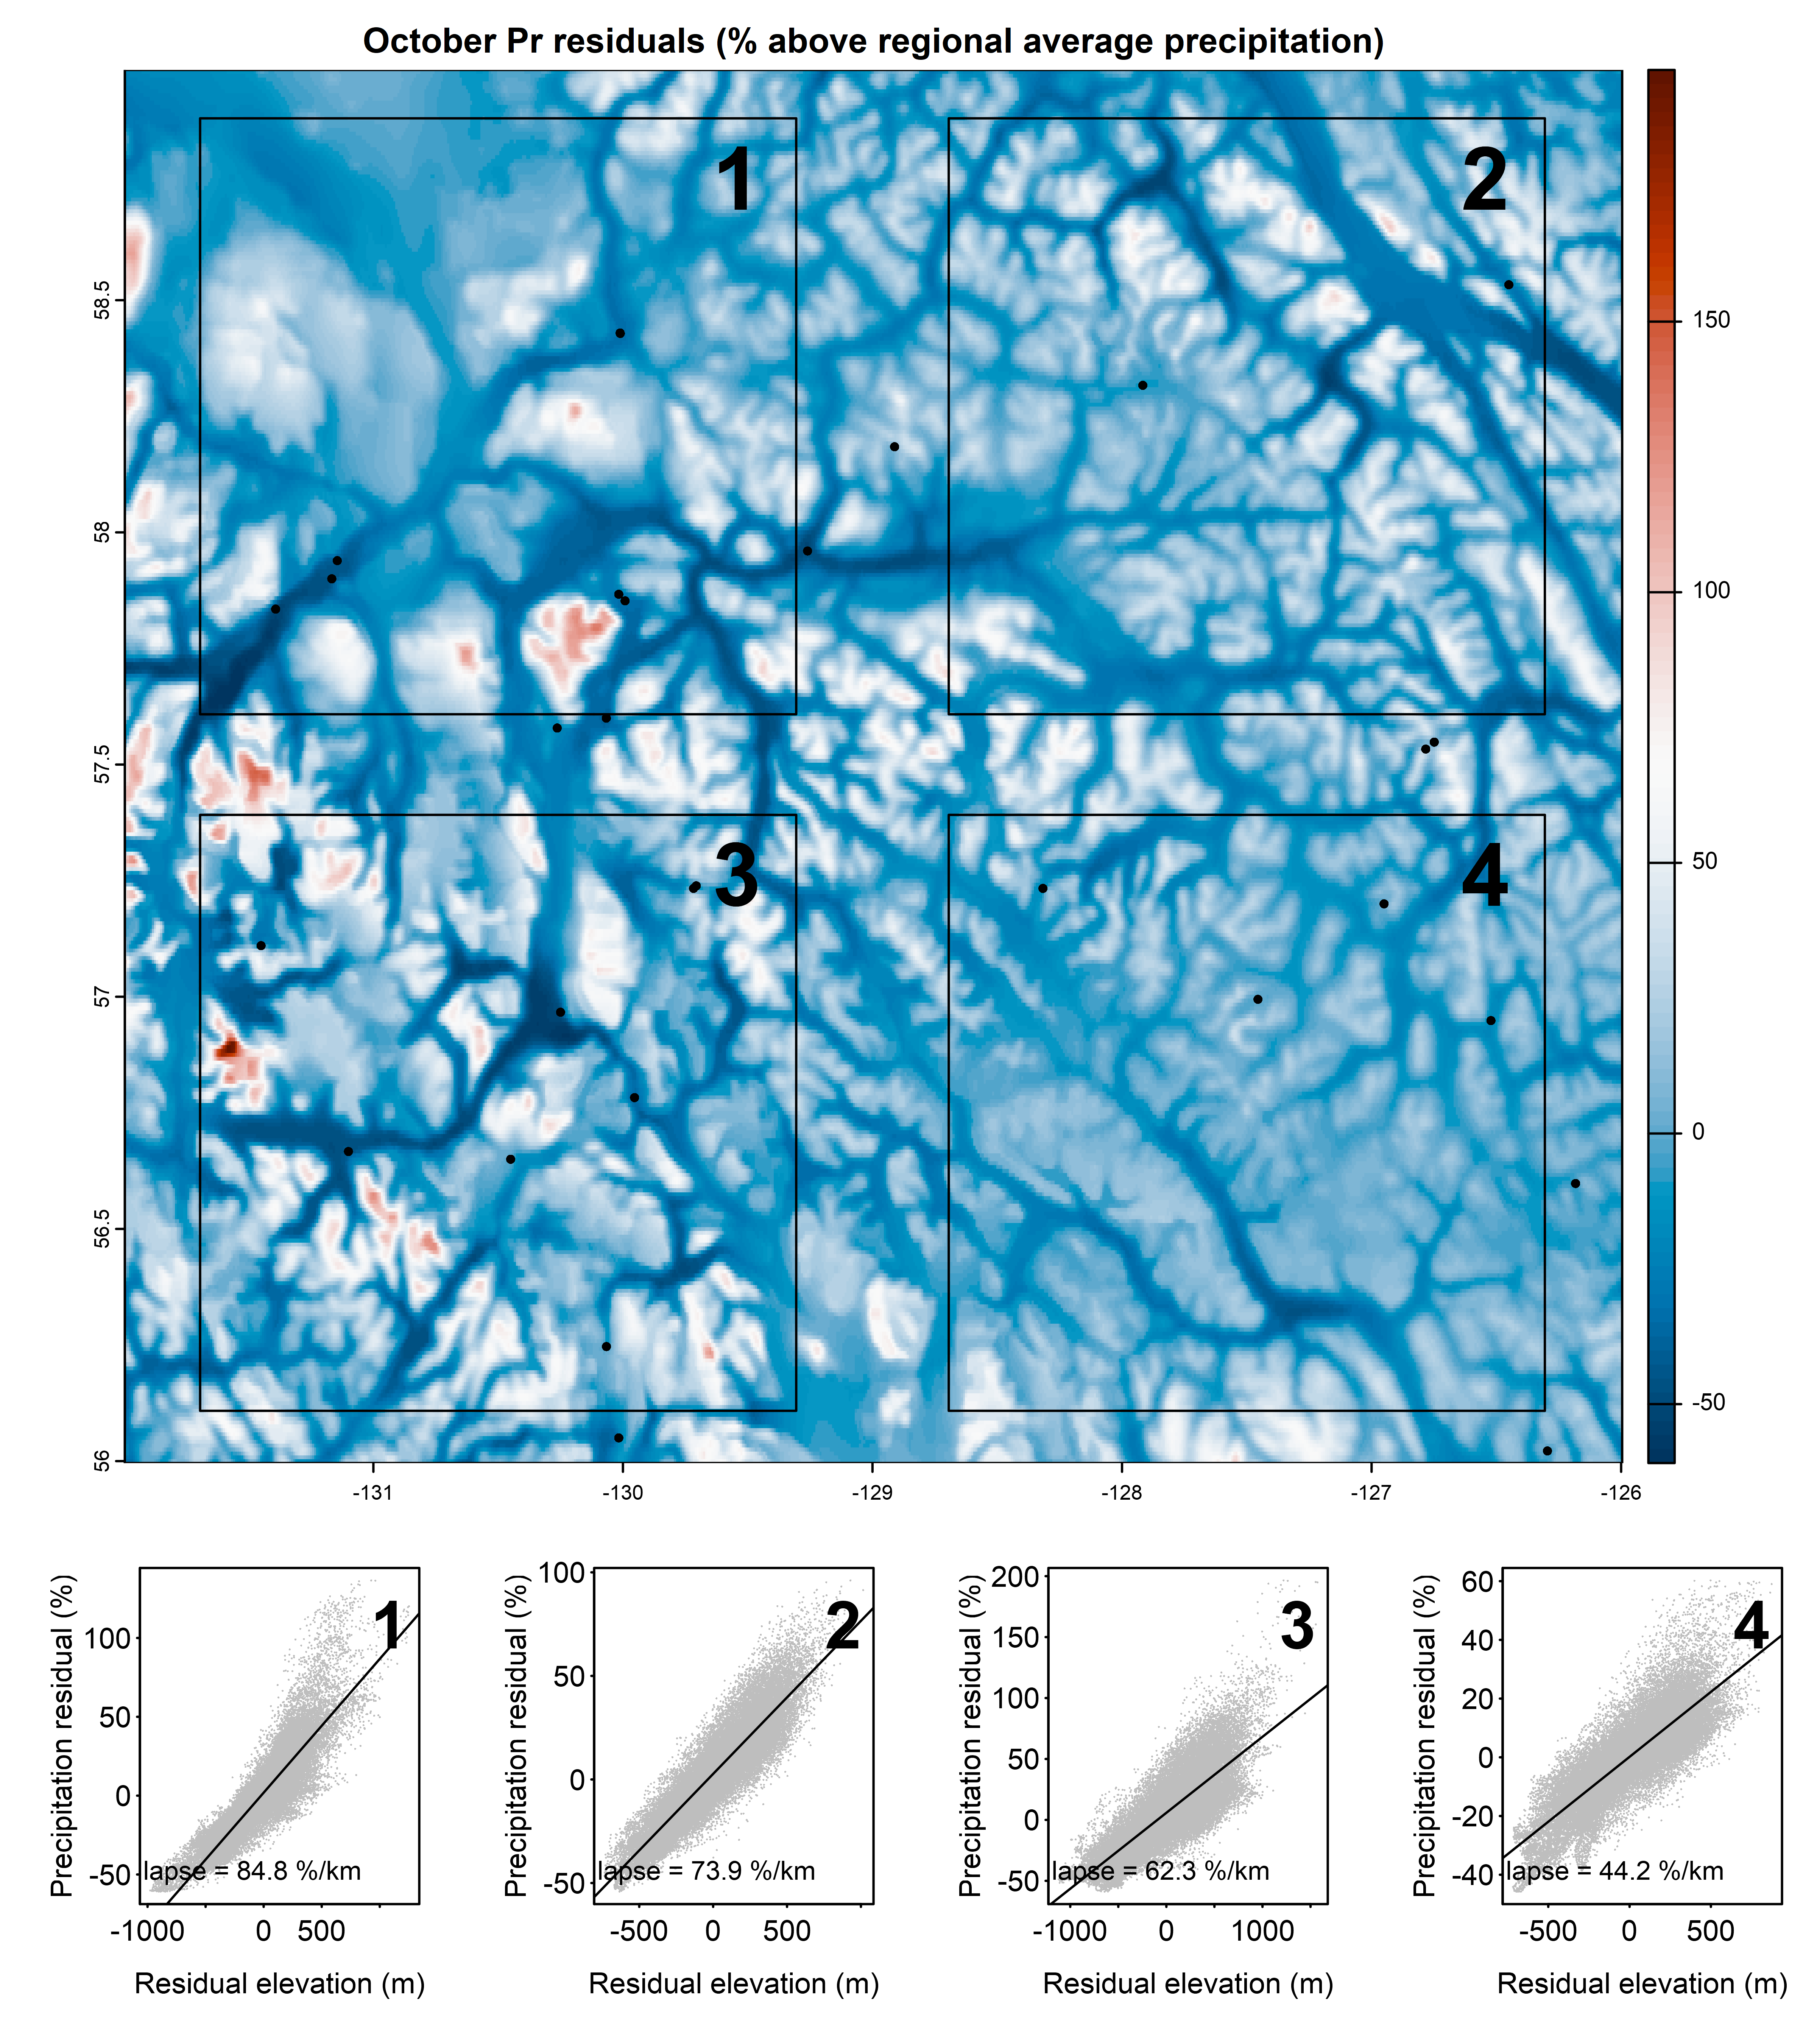 October Pr residuals (% above regional average precipitation)
1
2
3
4
58.5
58
57.5
57
56.5
56
-131
-130
-129
-128
-127
-126
150
100
50
0
-50
Precipitation residual (%)
100
50
0
-50
1
lapse = 84.8 %/km
-1000 0 500
Residual elevation (m)
Precipitation residual (%)
100
50
0
-50
2
lapse = 73.9 %/km
-500 0 500
Residual elevation (m)
Precipitation residual (%)
200
150
100
50
0
-50
3
lapse = 62.3 %/km
-1000 0 1000
Residual elevation (m)
Precipitation residual (%)
60
40
20
0
-20
-40
4
lapse = 44.2 %/km
-500 0 500
Residual elevation (m)